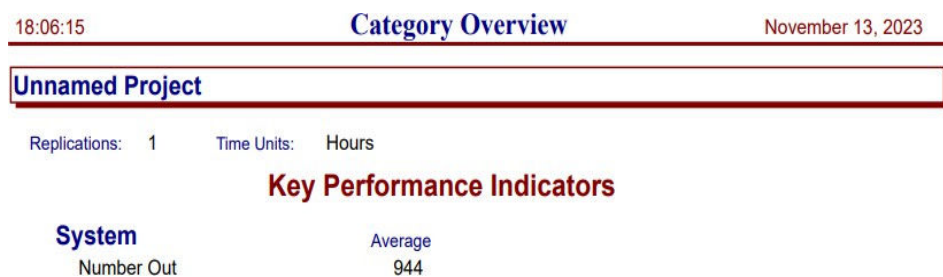 18:06:15 Category Overview November 13, 2023
Unnamed Project
Replications: 1 Time Units: Hours
Key Performance Indicators
System Average
Number Out 944